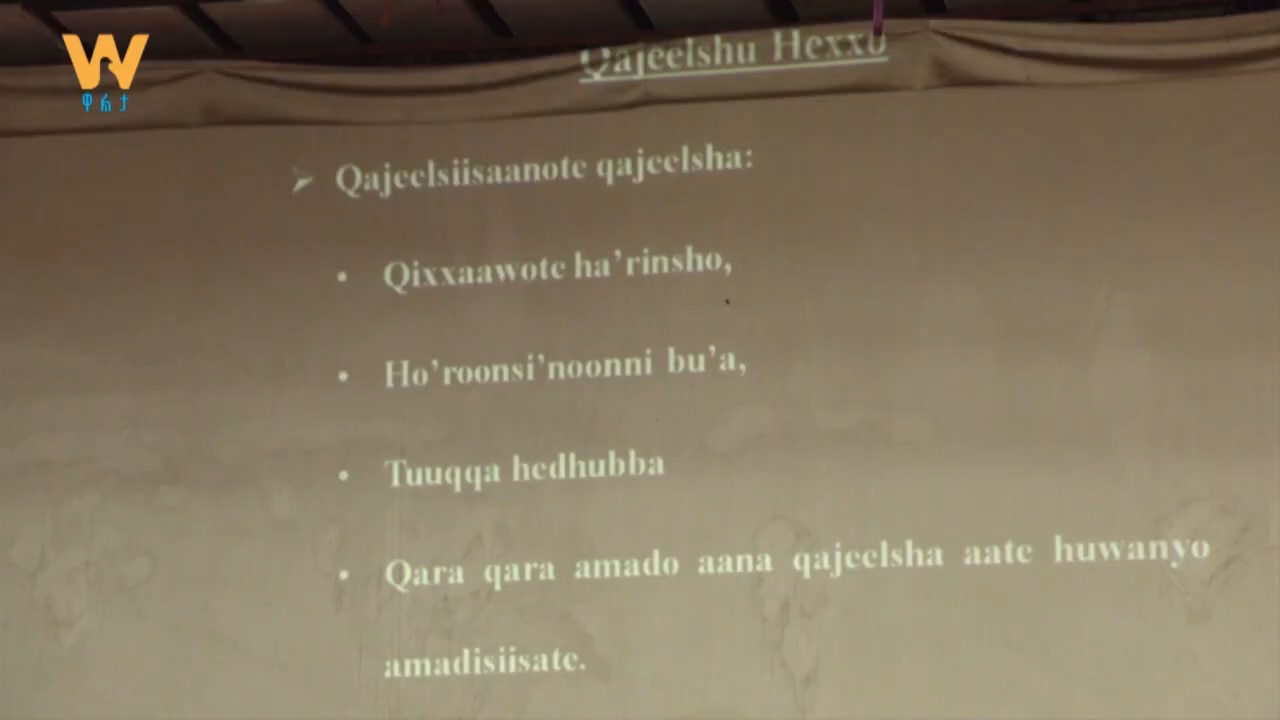 W
ዋልታ
Qajeelshu Hexxo
➢ Qajeelsiisaanote qajeelsha:
• Qixxaawote ha’rinsho,
• Ho’roonsi’noonni bu’a,
• Tuuqqa hedhubba
• Qara qara amado aana qajeelsha aate huwanyo
amadisiisate.